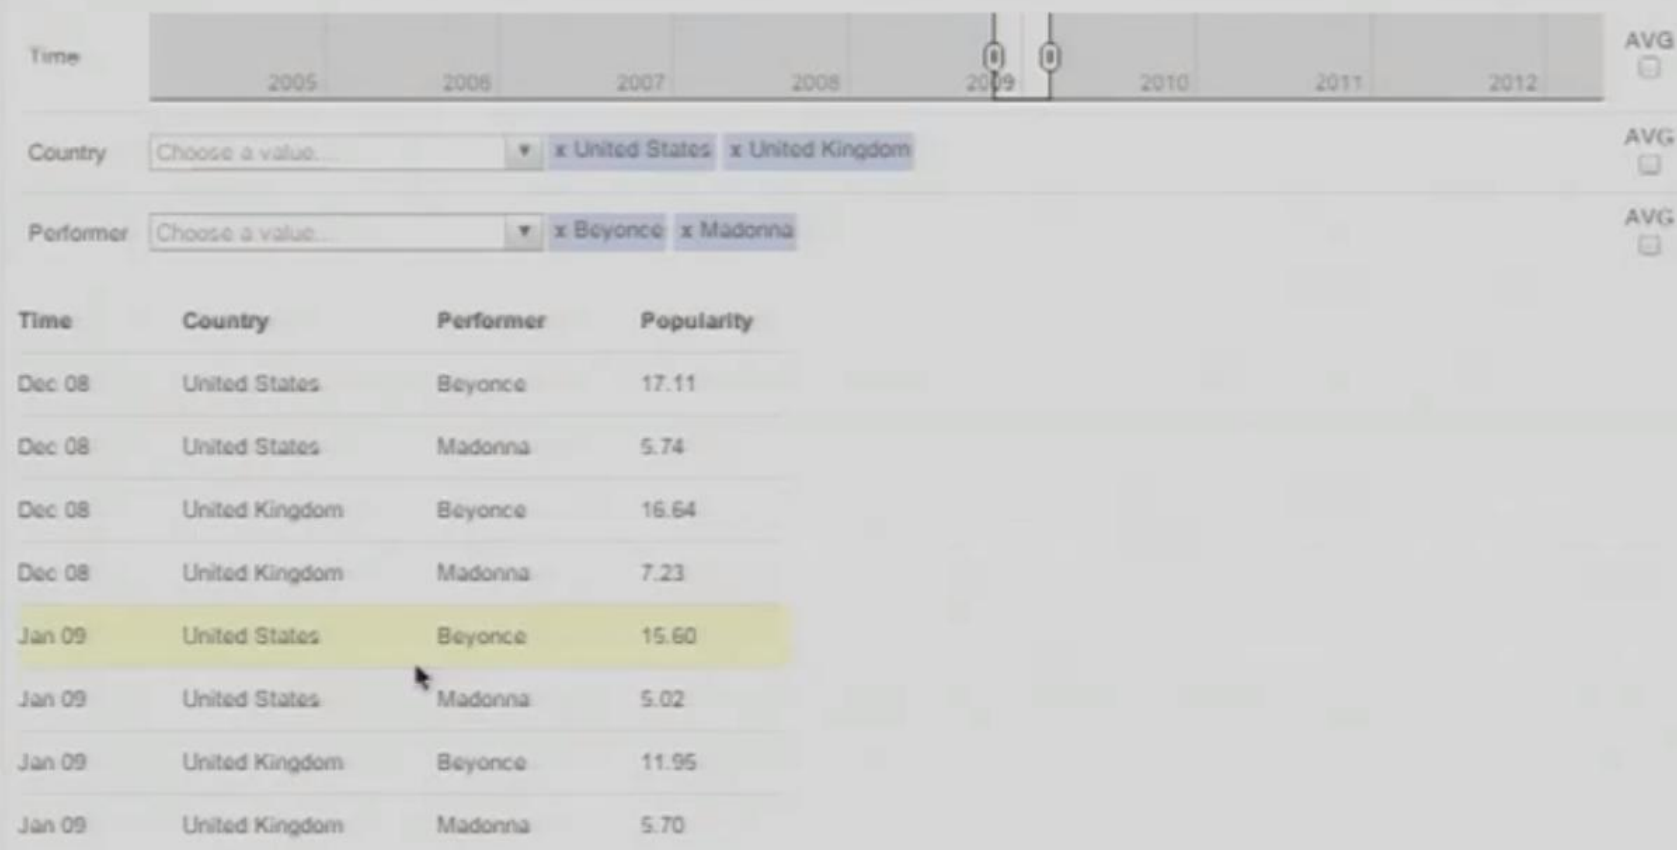 Time 2005 2006 2007 2008 2009 2010 2011 2012 AVG
Country Choose a value... x United States x United Kingdom AVG
Performer Choose a value... x Beyonce x Madonna AVG
Time Country Performer Popularity
Dec 08 United States Beyonce 17.11
Dec 08 United States Madonna 5.74
Dec 08 United Kingdom Beyonce 16.64
Dec 08 United Kingdom Madonna 7.23
Jan 09 United States Beyonce 15.60
Jan 09 United States Madonna 5.02
Jan 09 United Kingdom Beyonce 11.95
Jan 09 United Kingdom Madonna 5.70